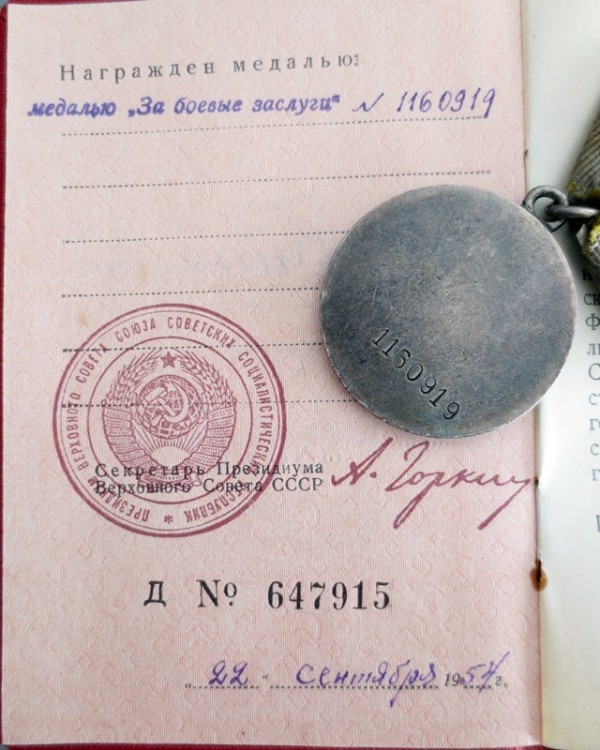 Награжден медалью:
медалью „За боевые заслуги“ N 1160919
1160919
ПРЕЗИДИУМ ВЕРХОВНОГО СОВЕТА СОЮЗА СОВЕТСКИХ СОЦИАЛИСТИЧЕСКИХ РЕСПУБЛИК *
Секретарь Президиума
Верховного Совета СССР
А. Горкин
Д № 647915
„22“ сентября 1954 г.